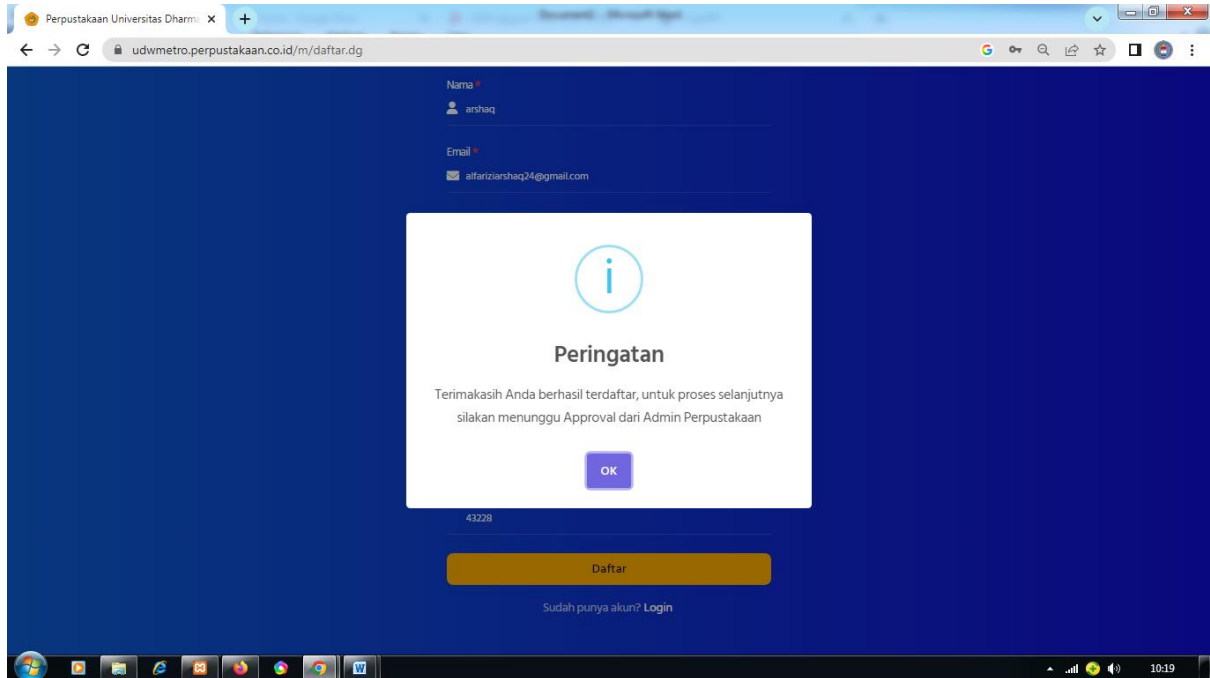 Perpustakaan Universitas Dharma
udwmetro.perpustakaan.co.id/m/daftar.dg
Nama *
arshaq
Email *
alfariziarshaq24@gmail.com
i
Peringatan
Terimakasih Anda berhasil terdaftar, untuk proses selanjutnya
silakan menunggu Approval dari Admin Perpustakaan
OK
43228
Daftar
Sudah punya akun? Login
10:19